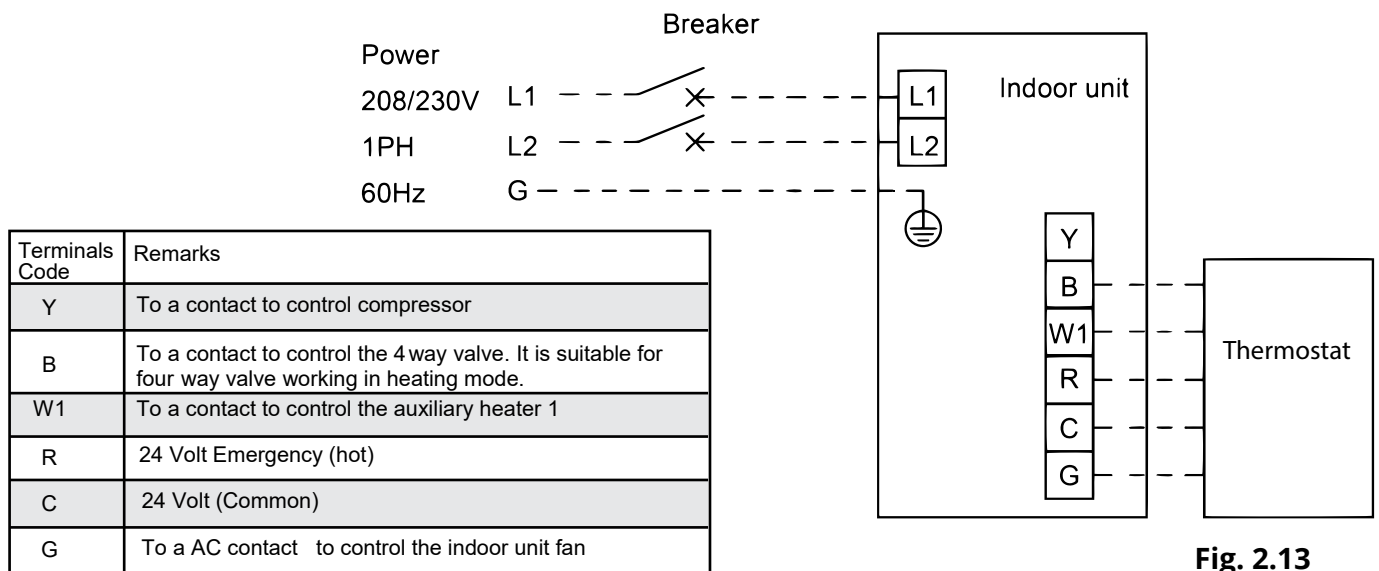 Breaker
Power
208/230V L1
1PH L2
60Hz G
L1 Indoor unit
L2
Y
B
W1
R
C
G
Thermostat
Terminals Code Remarks
Y To a contact to control compressor
B To a contact to control the 4 way valve. It is suitable for
four way valve working in heating mode.
W1 To a contact to control the auxiliary heater 1
R 24 Volt Emergency (hot)
C 24 Volt (Common)
G To a AC contact to control the indoor unit fan
Fig. 2.13